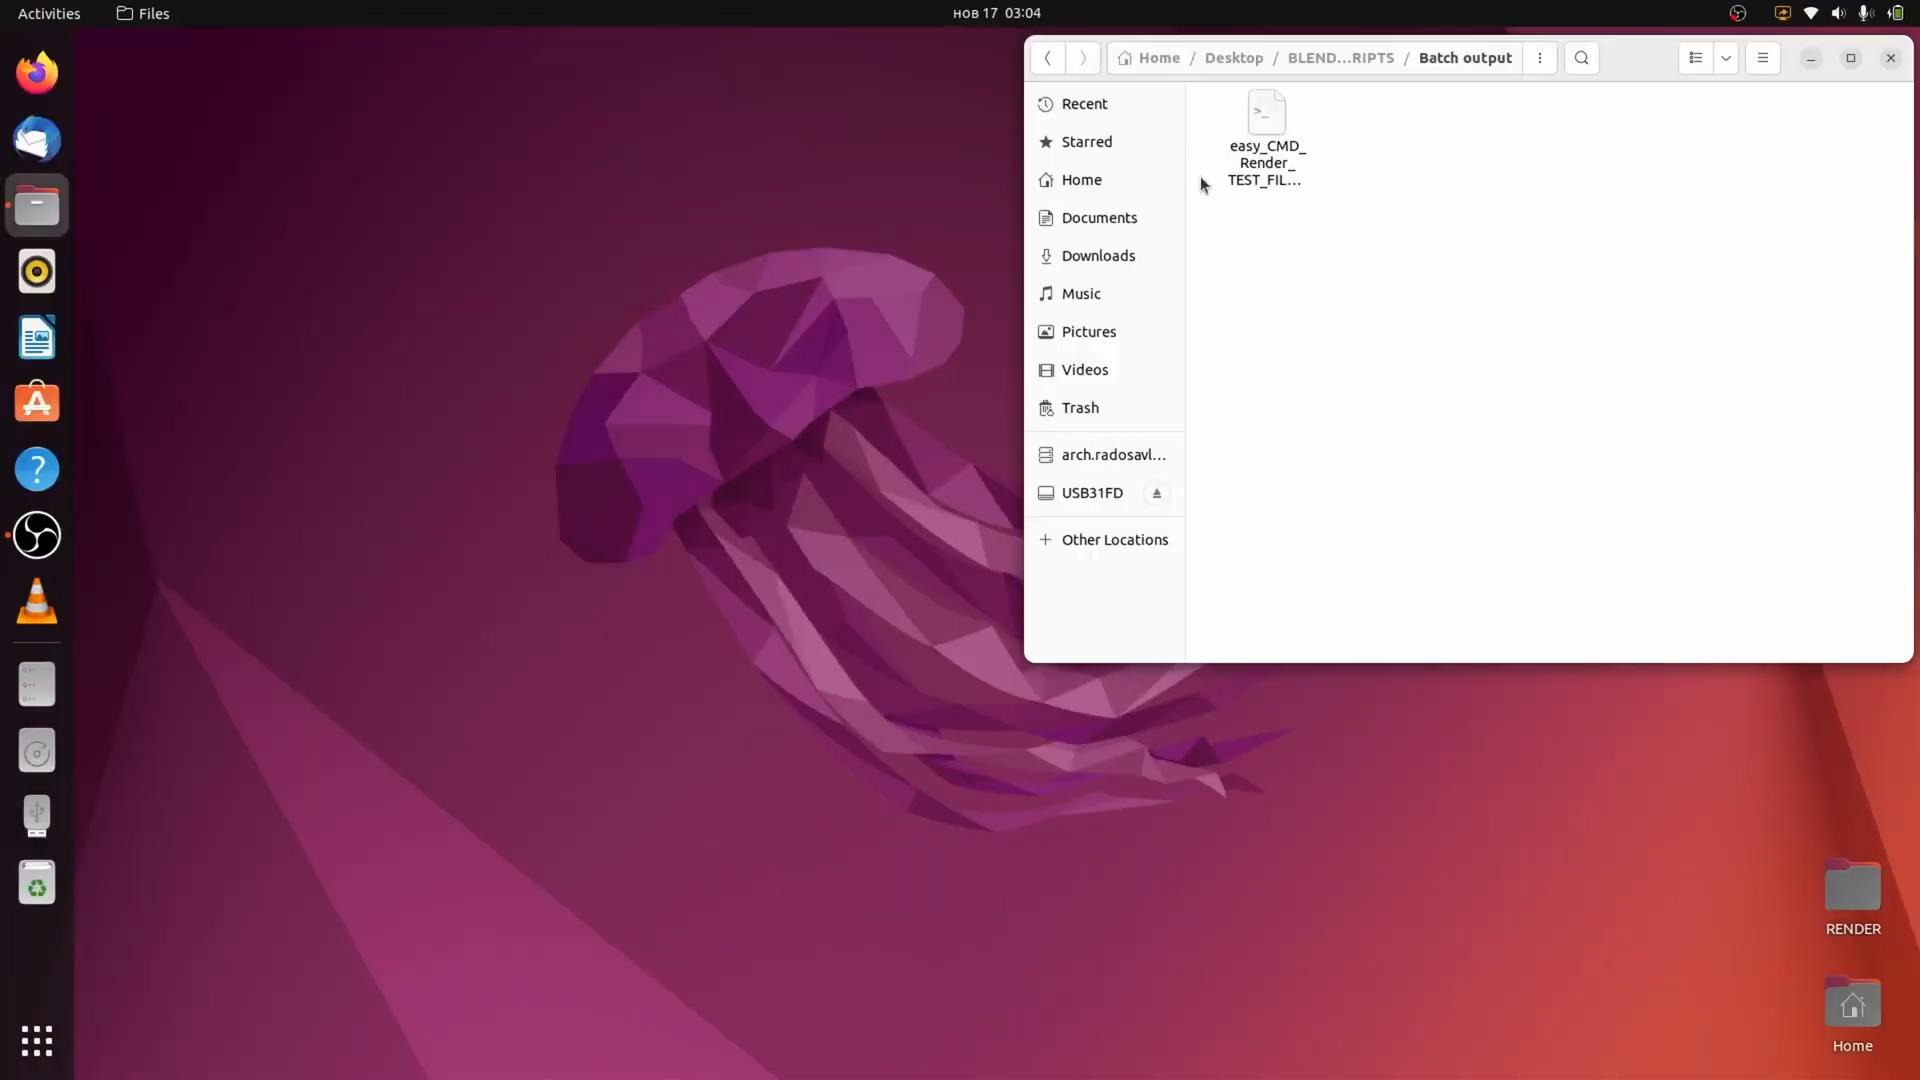 Activities
Files
нов 17 03:04
Home / Desktop / BLEND...RIPTS / Batch output
Recent
Starred
Home
Documents
Downloads
Music
Pictures
Videos
Trash
arch.radosavl...
USB31FD
Other Locations
easy_CMD_
Render_
TEST_FIL...
RENDER
Home